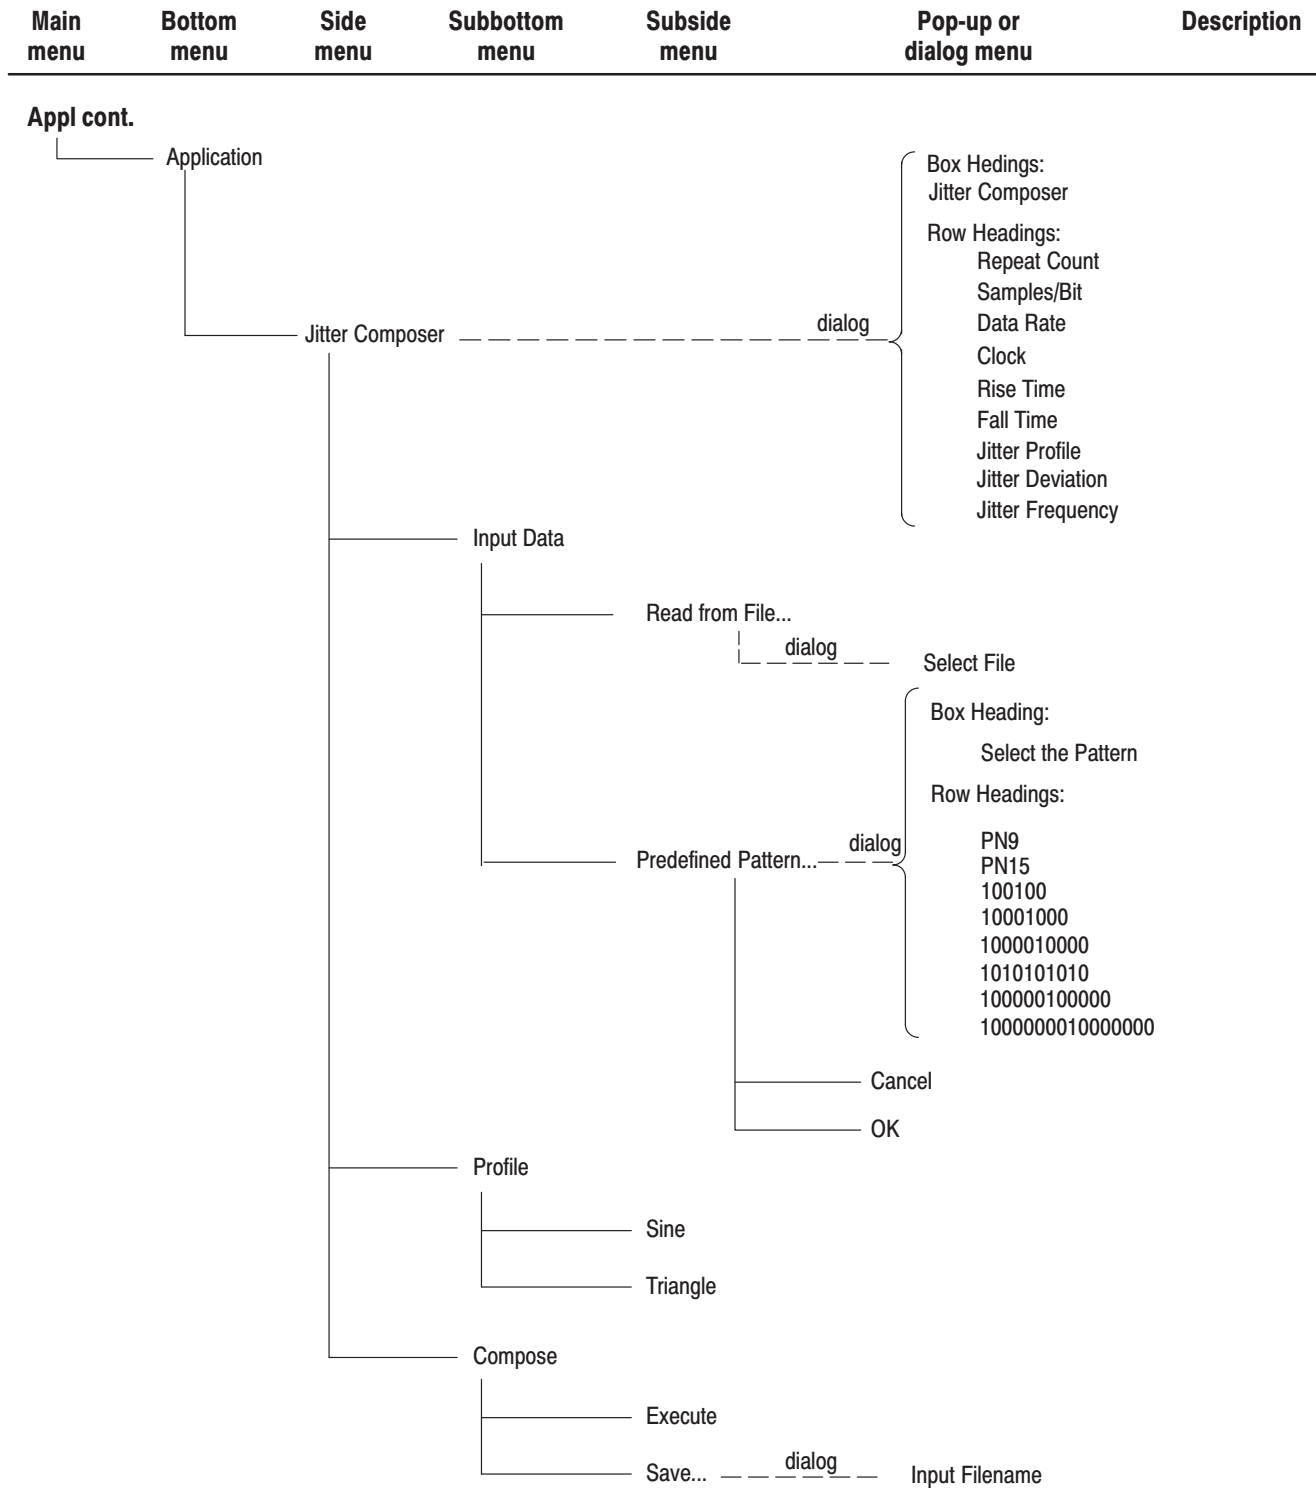 Main menu
Bottom menu
Side menu
Subbottom menu
Subside menu
Pop-up or dialog menu
Description
Appl cont.
Application
Box Hedings:
Jitter Composer
Row Headings:
Repeat Count
Samples/Bit
Data Rate
Clock
Rise Time
Fall Time
Jitter Profile
Jitter Deviation
Jitter Frequency
Jitter Composer
dialog
Input Data
Read from File...
dialog
Select File
Box Heading:
Select the Pattern
Row Headings:
PN9
PN15
100100
10001000
1000010000
1010101010
100000100000
1000000010000000
Predefined Pattern...
dialog
Cancel
OK
Profile
Sine
Triangle
Compose
Execute
Save...
dialog
Input Filename